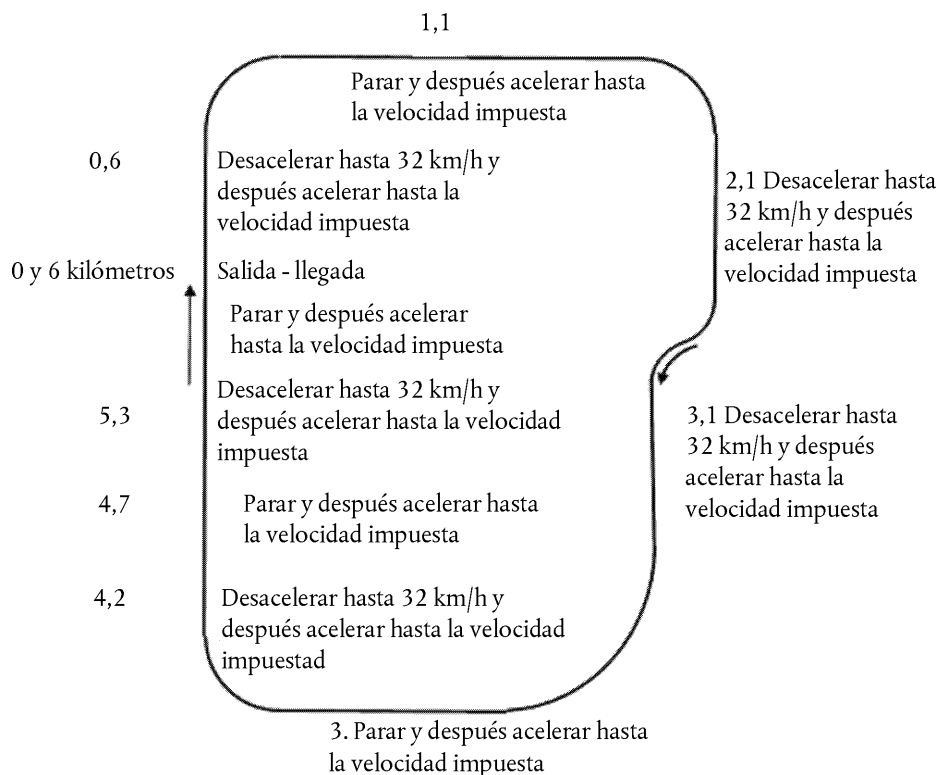 1,1
Parar y después acelerar hasta
la velocidad impuesta
0,6
Desacelerar hasta 32 km/h y
después acelerar hasta la
velocidad impuesta
2,1 Desacelerar hasta
32 km/h y después
acelerar hasta la
velocidad impuesta
0 y 6 kilómetros
Salida - llegada
Parar y después acelerar
hasta la velocidad impuesta
5,3
Desacelerar hasta 32 km/h y
después acelerar hasta la velocidad
impuesta
3,1 Desacelerar hasta
32 km/h y después
acelerar hasta la
velocidad impuesta
4,7
Parar y después acelerar hasta
la velocidad impuesta
4,2
Desacelerar hasta 32 km/h y
después acelerar hasta la velocidad
impuestad
3. Parar y después acelerar hasta
la velocidad impuesta